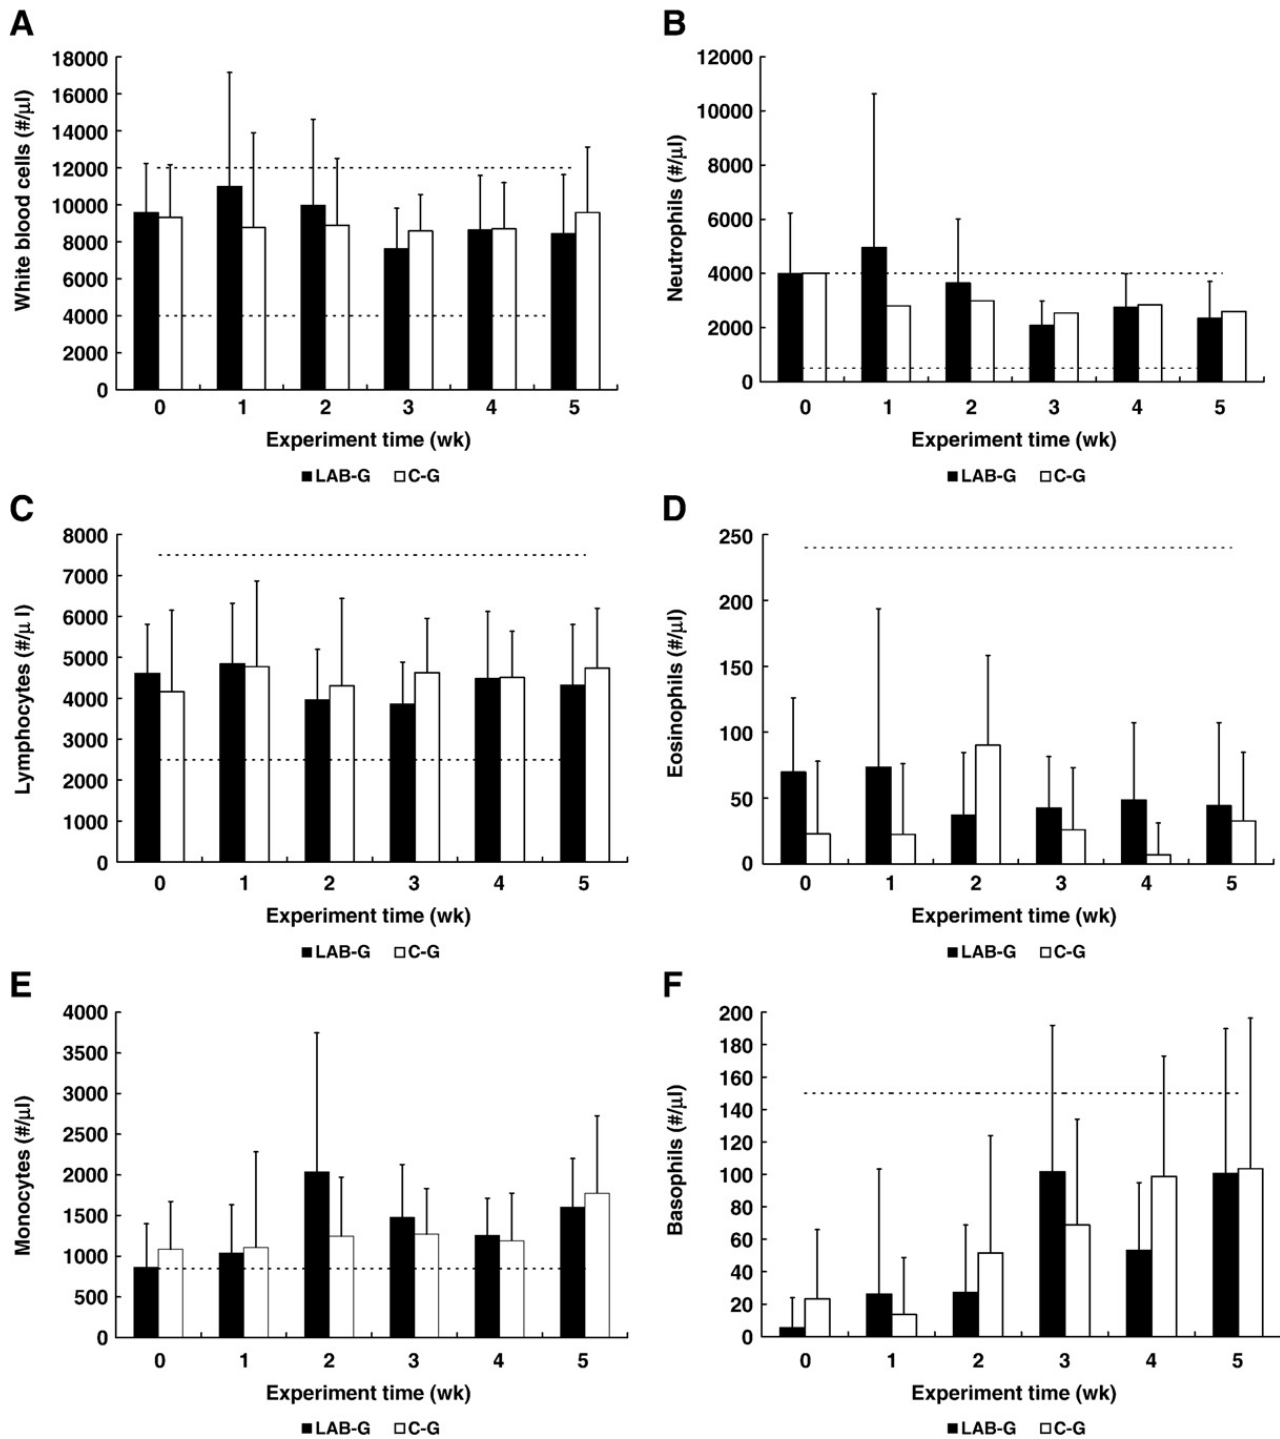 A
White blood cells (#/μl)
18000
16000
14000
12000
10000
8000
6000
4000
2000
0
0 1 2 3 4 5
Experiment time (wk)
LAB-G C-G
B
Neutrophils (#/μl)
12000
10000
8000
6000
4000
2000
0
0 1 2 3 4 5
Experiment time (wk)
LAB-G C-G
C
Lymphocytes (#/μ l)
8000
7000
6000
5000
4000
3000
2000
1000
0
0 1 2 3 4 5
Experiment time (wk)
LAB-G C-G
D
Eosinophils (#/μl)
250
200
150
100
50
0
0 1 2 3 4 5
Experiment time (wk)
LAB-G C-G
E
Monocytes (#/μl)
4000
3500
3000
2500
2000
1500
1000
500
0
0 1 2 3 4 5
Experiment time (wk)
LAB-G C-G
F
Basophils (#/μl)
200
180
160
140
120
100
80
60
40
20
0
0 1 2 3 4 5
Experiment time (wk)
LAB-G C-G